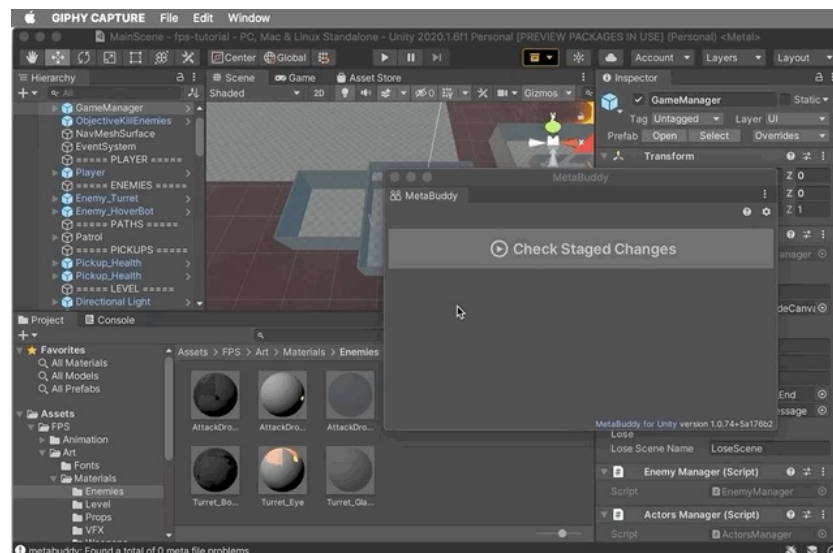 GIPHY CAPTURE File Edit Window
MainScene - fps-tutorial - PC, Mac & Linux Standalone - Unity 2020.1.6f1 Personal [PREVIEW PACKAGES IN USE] (Personal) <Metal>
Center Global Account Layers Layout
Hierarchy
All
GameManager
ObjectiveKillEnemies
NavMeshSurface
EventSystem
===== PLAYER =====
Player
===== ENEMIES =====
Enemy_Turret
Enemy_HoverBot
===== PATHS =====
Patrol
===== PICKUPS =====
Pickup_Health
Pickup_Health
===== LEVEL =====
Directional Light
Scene Game Asset Store
Shaded 2D 0 Gizmos
Inspector
GameManager Static
Tag Untagged Layer UI
Prefab Open Select Overrides
Transform
Z 0
Z 0
Z 1
anager
deCanva
End
essage
Lose
Lose Scene Name LoseScene
Enemy Manager (Script)
Script EnemyManager
Actors Manager (Script)
Script ActorsManager
MetaBuddy
MetaBuddy
Check Staged Changes
MetaBuddy for Unity version 1.0.74+5a176b2
Project Console
Favorites
All Materials
All Models
All Prefabs
Assets
FPS
Animation
Art
Fonts
Materials
Enemies
Level
Props
VFX
Assets > FPS > Art > Materials > Enemies
AttackDro... AttackDro... AttackDro...
Turret_Bo... Turret_Eye Turret_Gla...
metabuddy: Found a total of 0 meta file problems